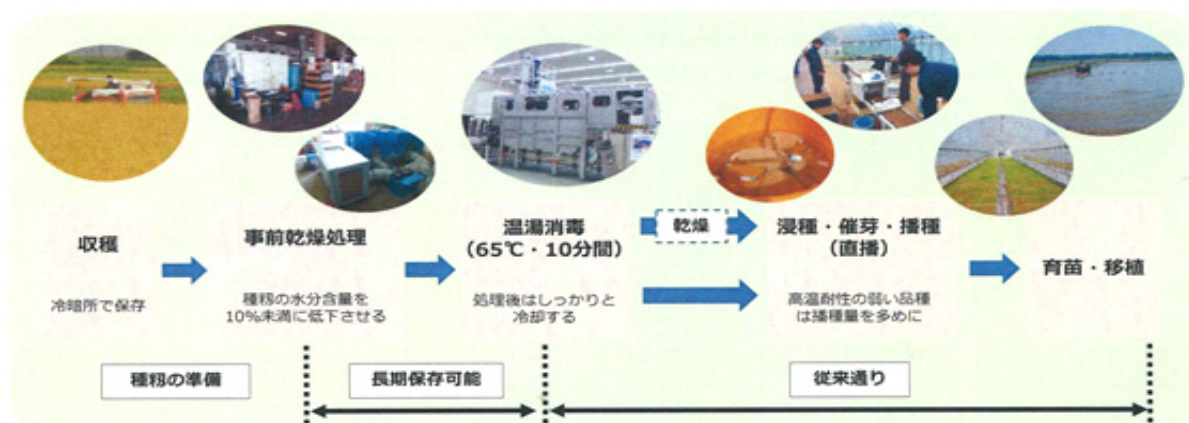 収穫
冷暗所で保存
事前乾燥処理
種籾の水分含量を
10%未満に低下させる
温湯消毒
(65℃・10分間)
処理後はしっかりと
冷却する
乾燥
浸種・催芽・播種
(直播)
高温耐性の弱い品種
は播種量を多めに
育苗・移植
種籾の準備
長期保存可能
従来通り